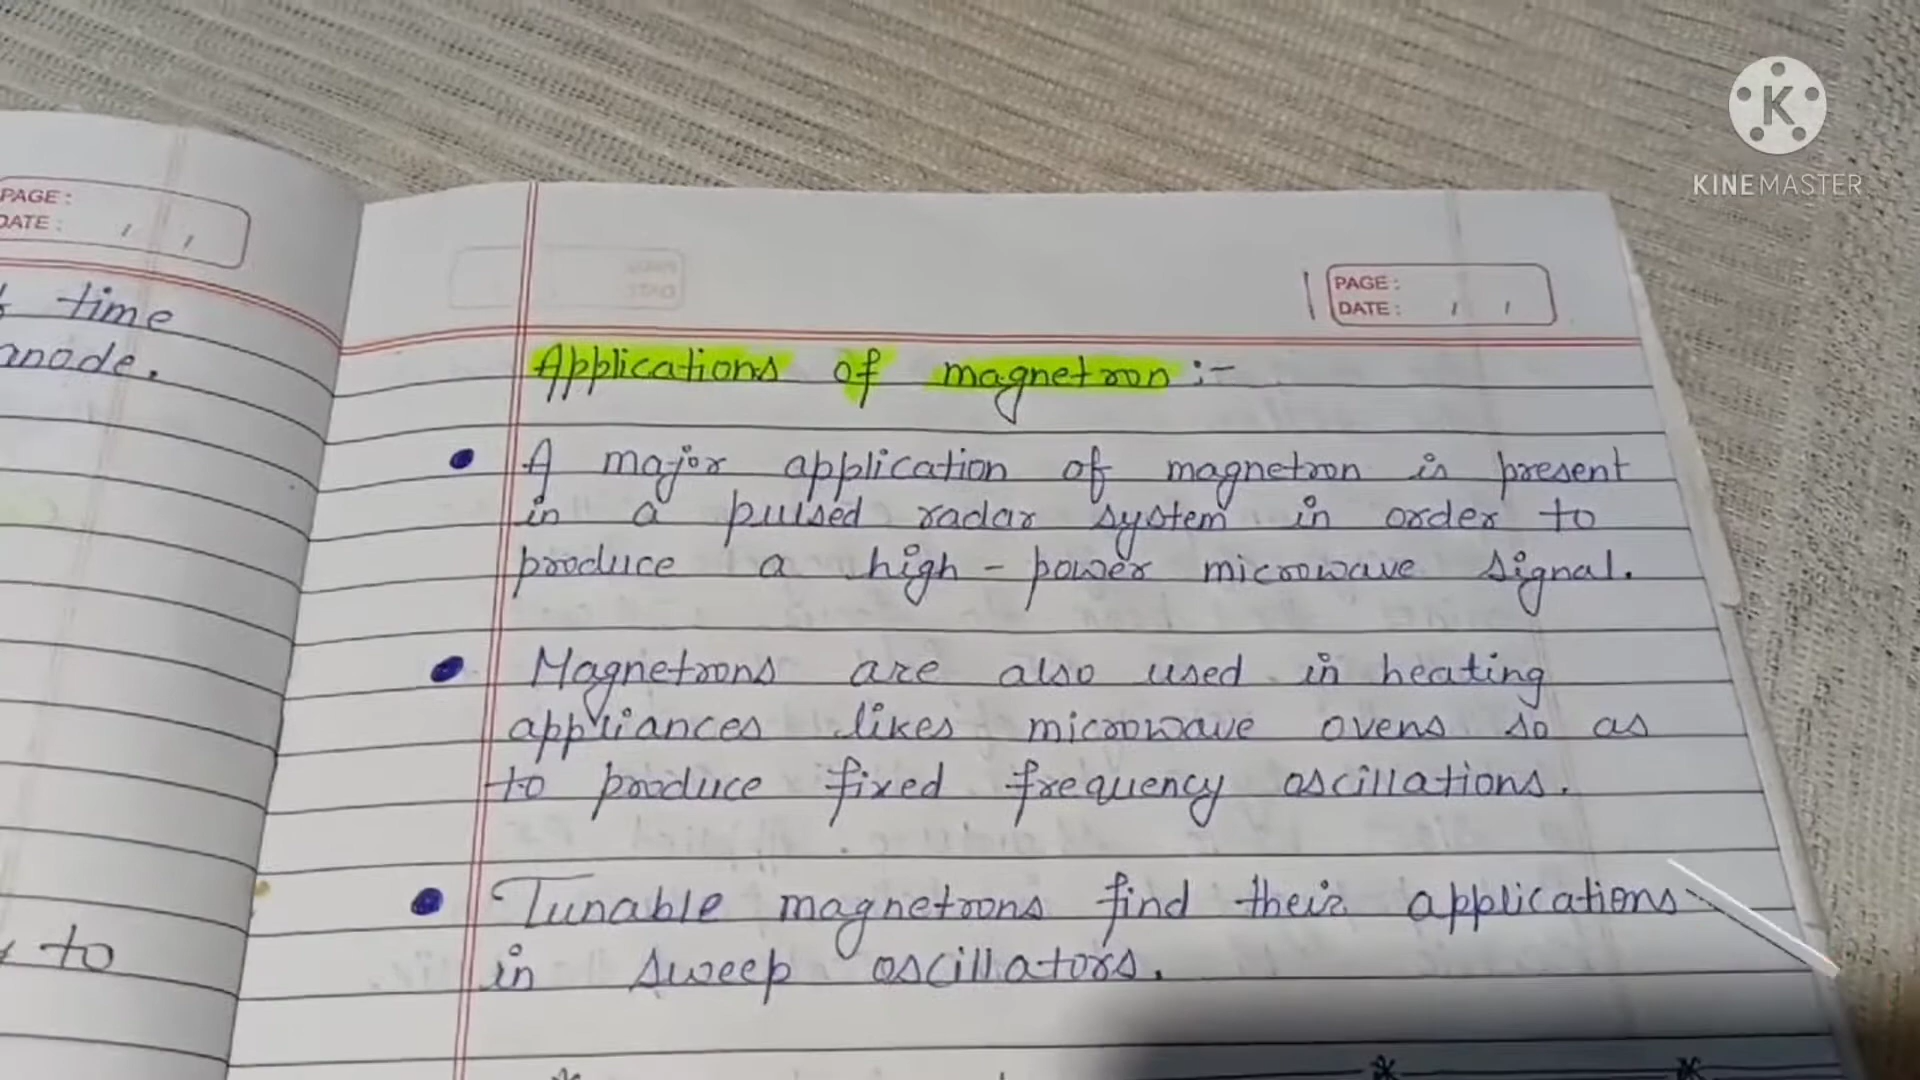 KINEMASTER
PAGE:
DATE: / /
time
anode.
to
PAGE:
DATE: / /
Applications of magnetron :-
• A major application of magnetron is present
in a pulsed radar system in order to
produce a high - power microwave signal.
• Magnetrons are also used in heating
appliances likes microwave ovens so as
to produce fixed frequency oscillations.
• Tunable magnetrons find their applications
in sweep oscillators.